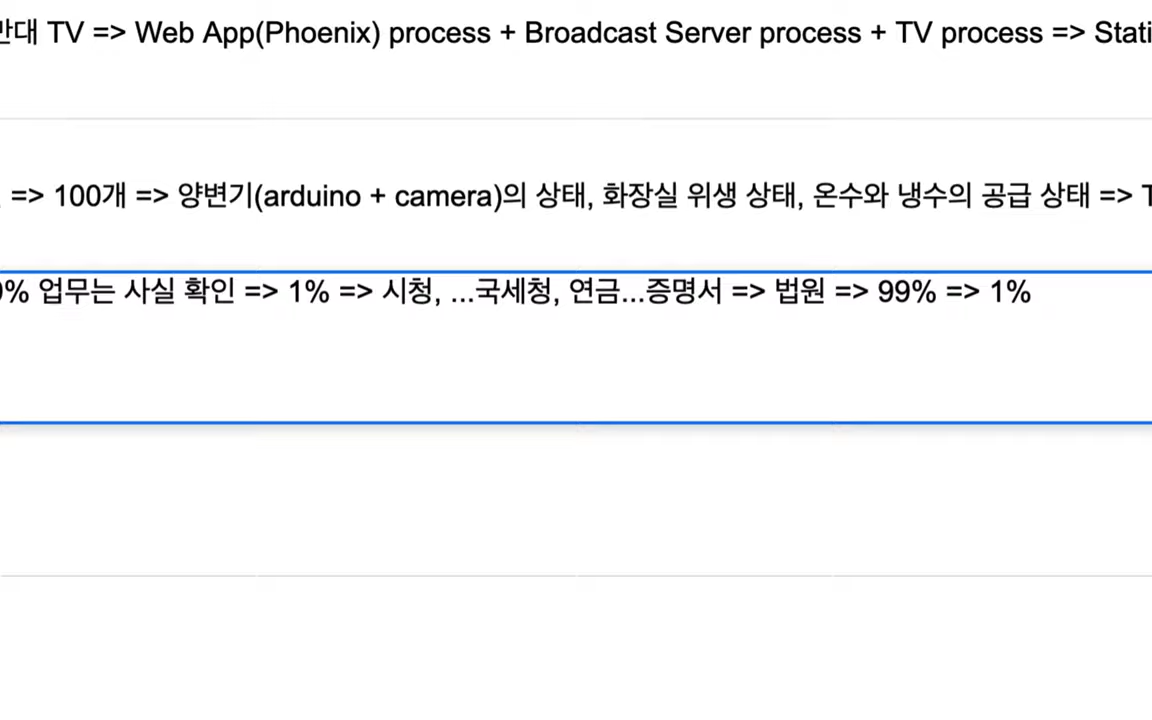 만대 TV => Web App(Phoenix) process + Broadcast Server process + TV process => Stati
=> 100개 => 양변기(arduino + camera)의 상태, 화장실 위생 상태, 온수와 냉수의 공급 상태 => T
% 업무는 사실 확인 => 1% => 시청, ...국세청, 연금...증명서 => 법원 => 99% => 1%